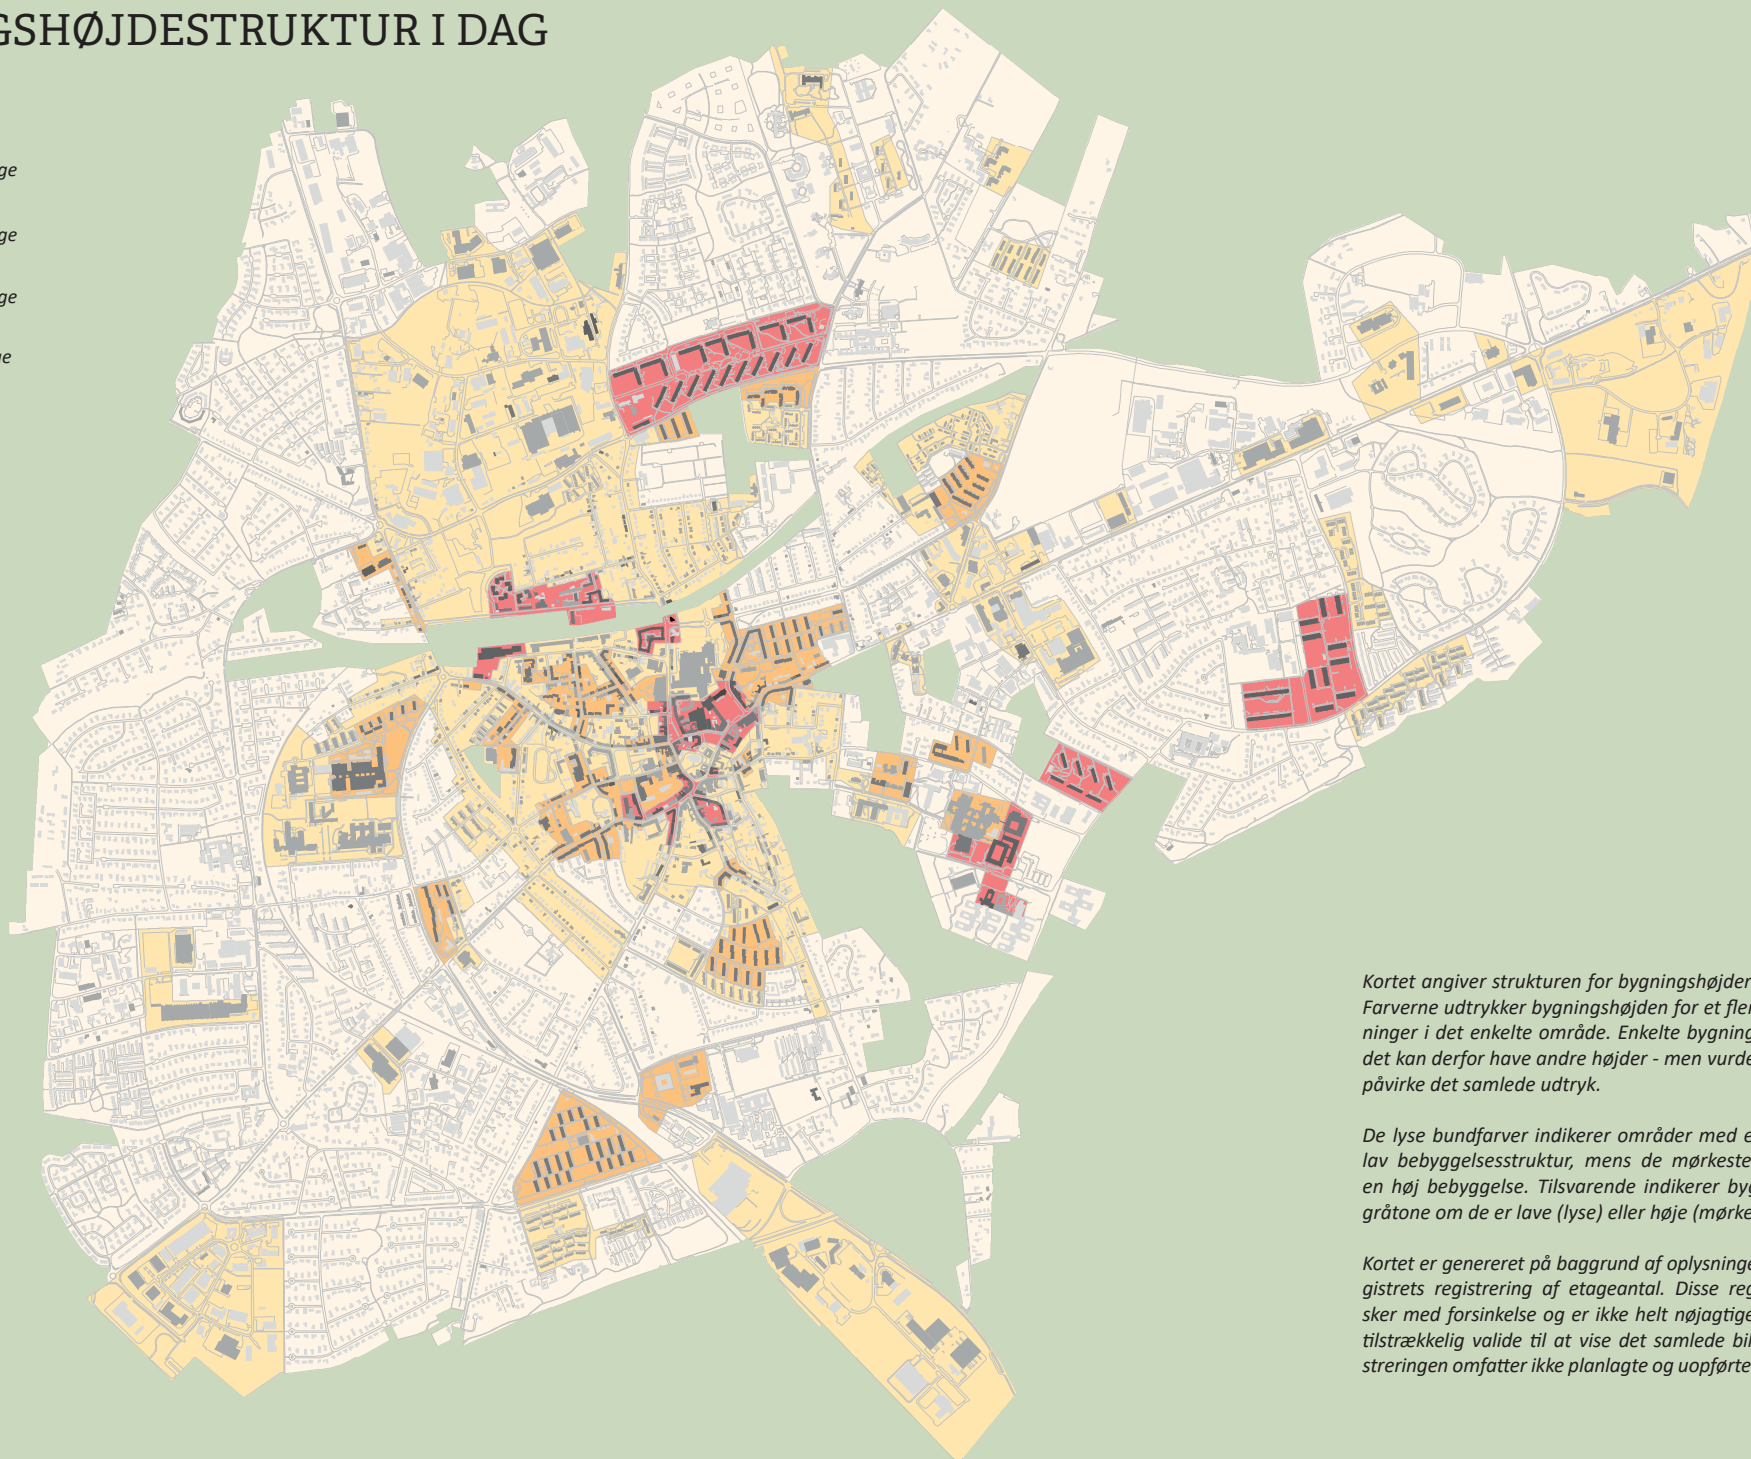 GSHØJDESTRUKTUR I DAG
ge
ge
ge
ge
Kortet angiver strukturen for bygningshøjder
Farverne udtrykker bygningshøjden for et fler
ninger i det enkelte område. Enkelte bygning
det kan derfor have andre højder - men vurde
påvirke det samlede udtryk.
De lyse bundfarver indikerer områder med e
lav bebyggelsesstruktur, mens de mørkeste
en høj bebyggelse. Tilsvarende indikerer byg
gråtone om de er lave (lyse) eller høje (mørke
Kortet er genereret på baggrund af oplysninge
gistrets registrering af etageantal. Disse reg
sker med forsinkelse og er ikke helt nøjagtige
tilstrækkelig valide til at vise det samlede bil
streringen omfatter ikke planlagte og uopførte